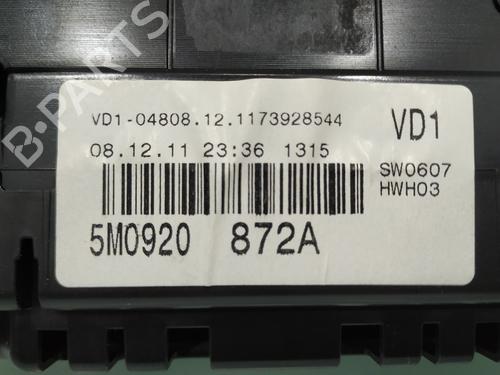 B-PARTS
VD1-04808.12.1173928544
VD1
08.12.11 23:36 1315
SW0607
HWH03
5M0920 872A